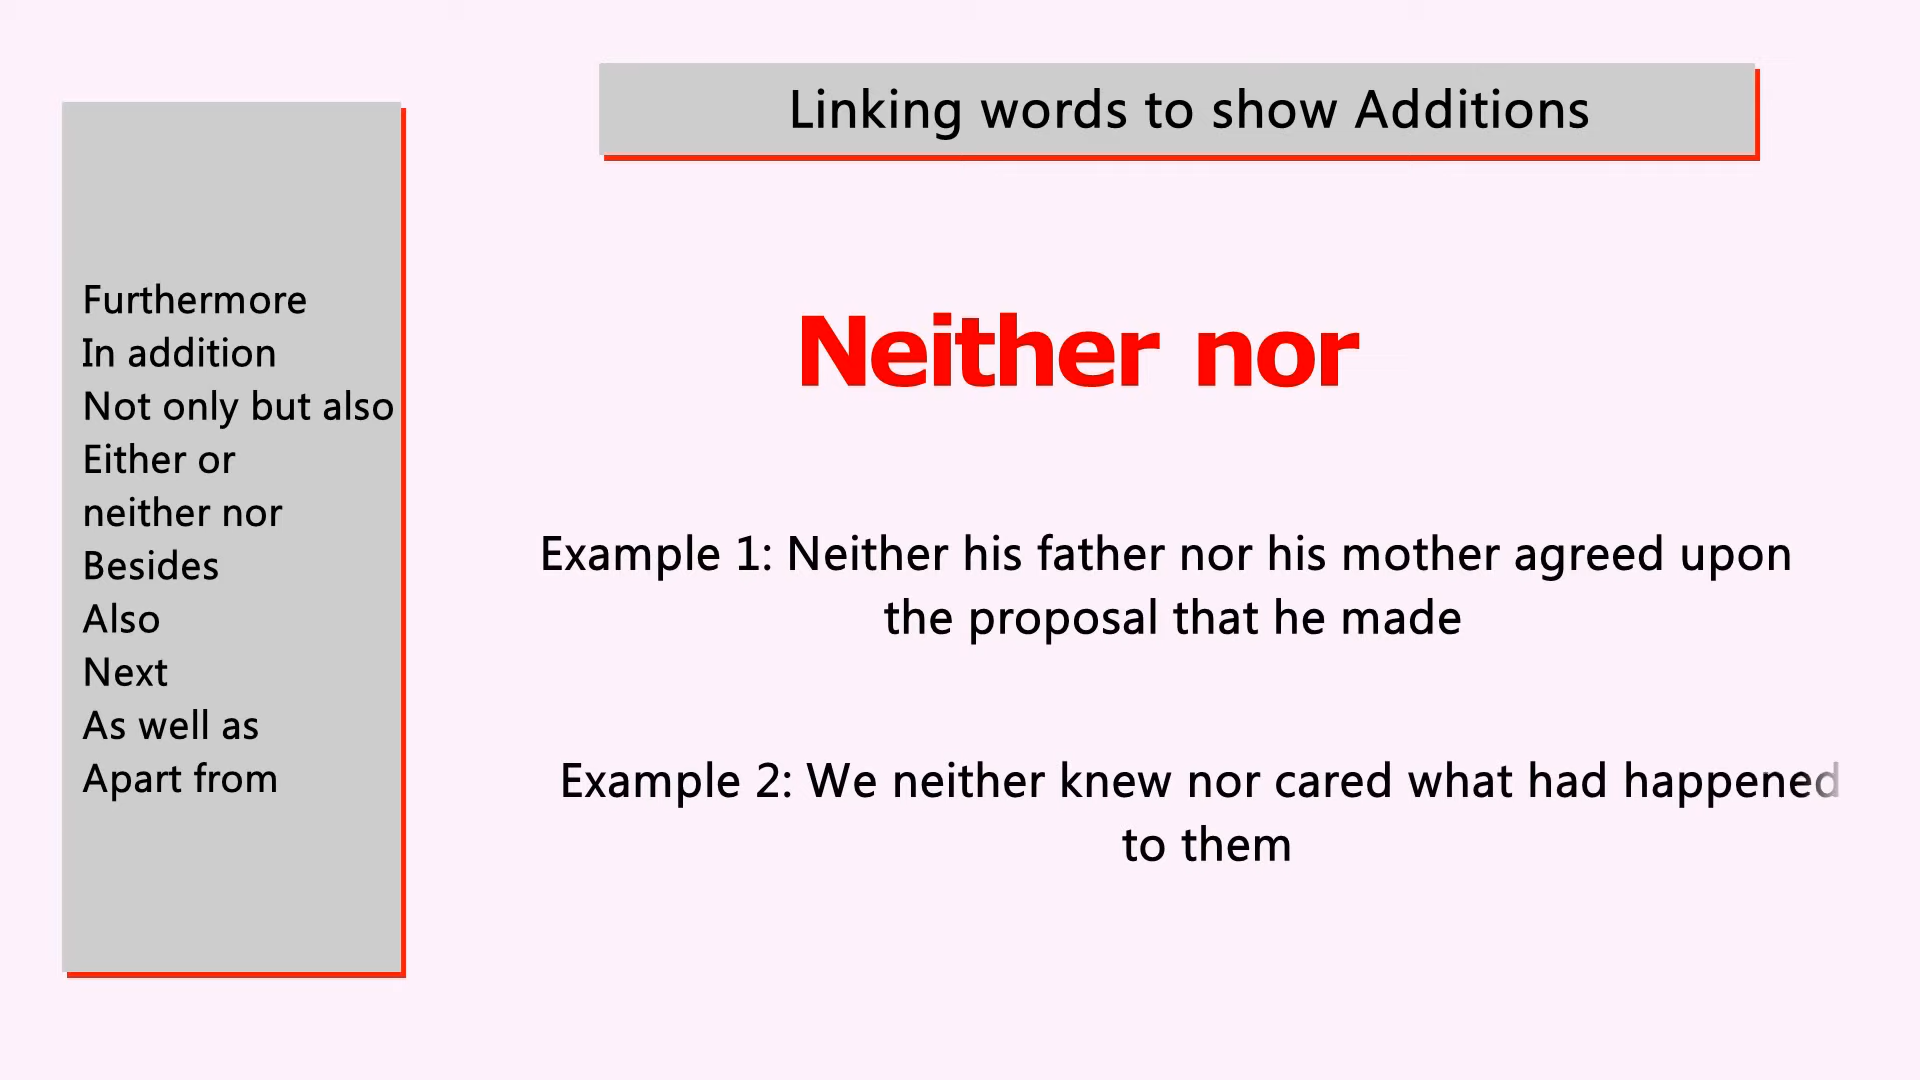 Linking words to show Additions
Furthermore
In addition
Not only but also
Either or
neither nor
Besides
Also
Next
As well as
Apart from
Neither nor
Example 1: Neither his father nor his mother agreed upon
the proposal that he made
Example 2: We neither knew nor cared what had happened
to them